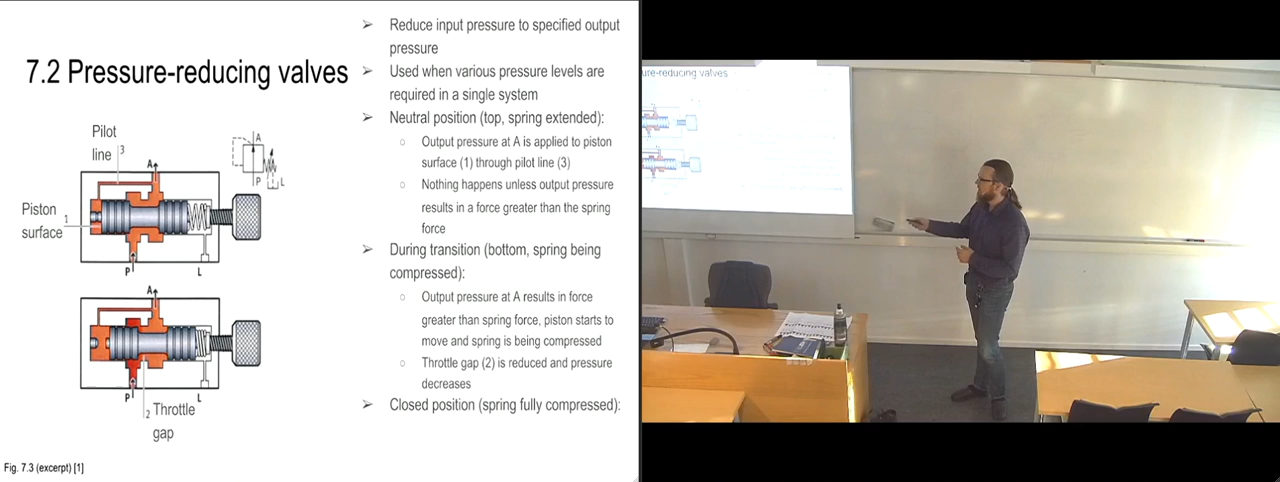 7.2 Pressure-reducing valves
Pilot
line
3
A
A
P
L
Piston
surface
1
P
L
A
P
L
2 Throttle
gap
Fig. 7.3 (excerpt) [1]
➢ Reduce input pressure to specified output
pressure
➢ Used when various pressure levels are
required in a single system
➢ Neutral position (top, spring extended):
○ Output pressure at A is applied to piston
surface (1) through pilot line (3)
○ Nothing happens unless output pressure
results in a force greater than the spring
force
➢ During transition (bottom, spring being
compressed):
○ Output pressure at A results in force
greater than spring force, piston starts to
move and spring is being compressed
○ Throttle gap (2) is reduced and pressure
decreases
➢ Closed position (spring fully compressed):
ure-reducing valves